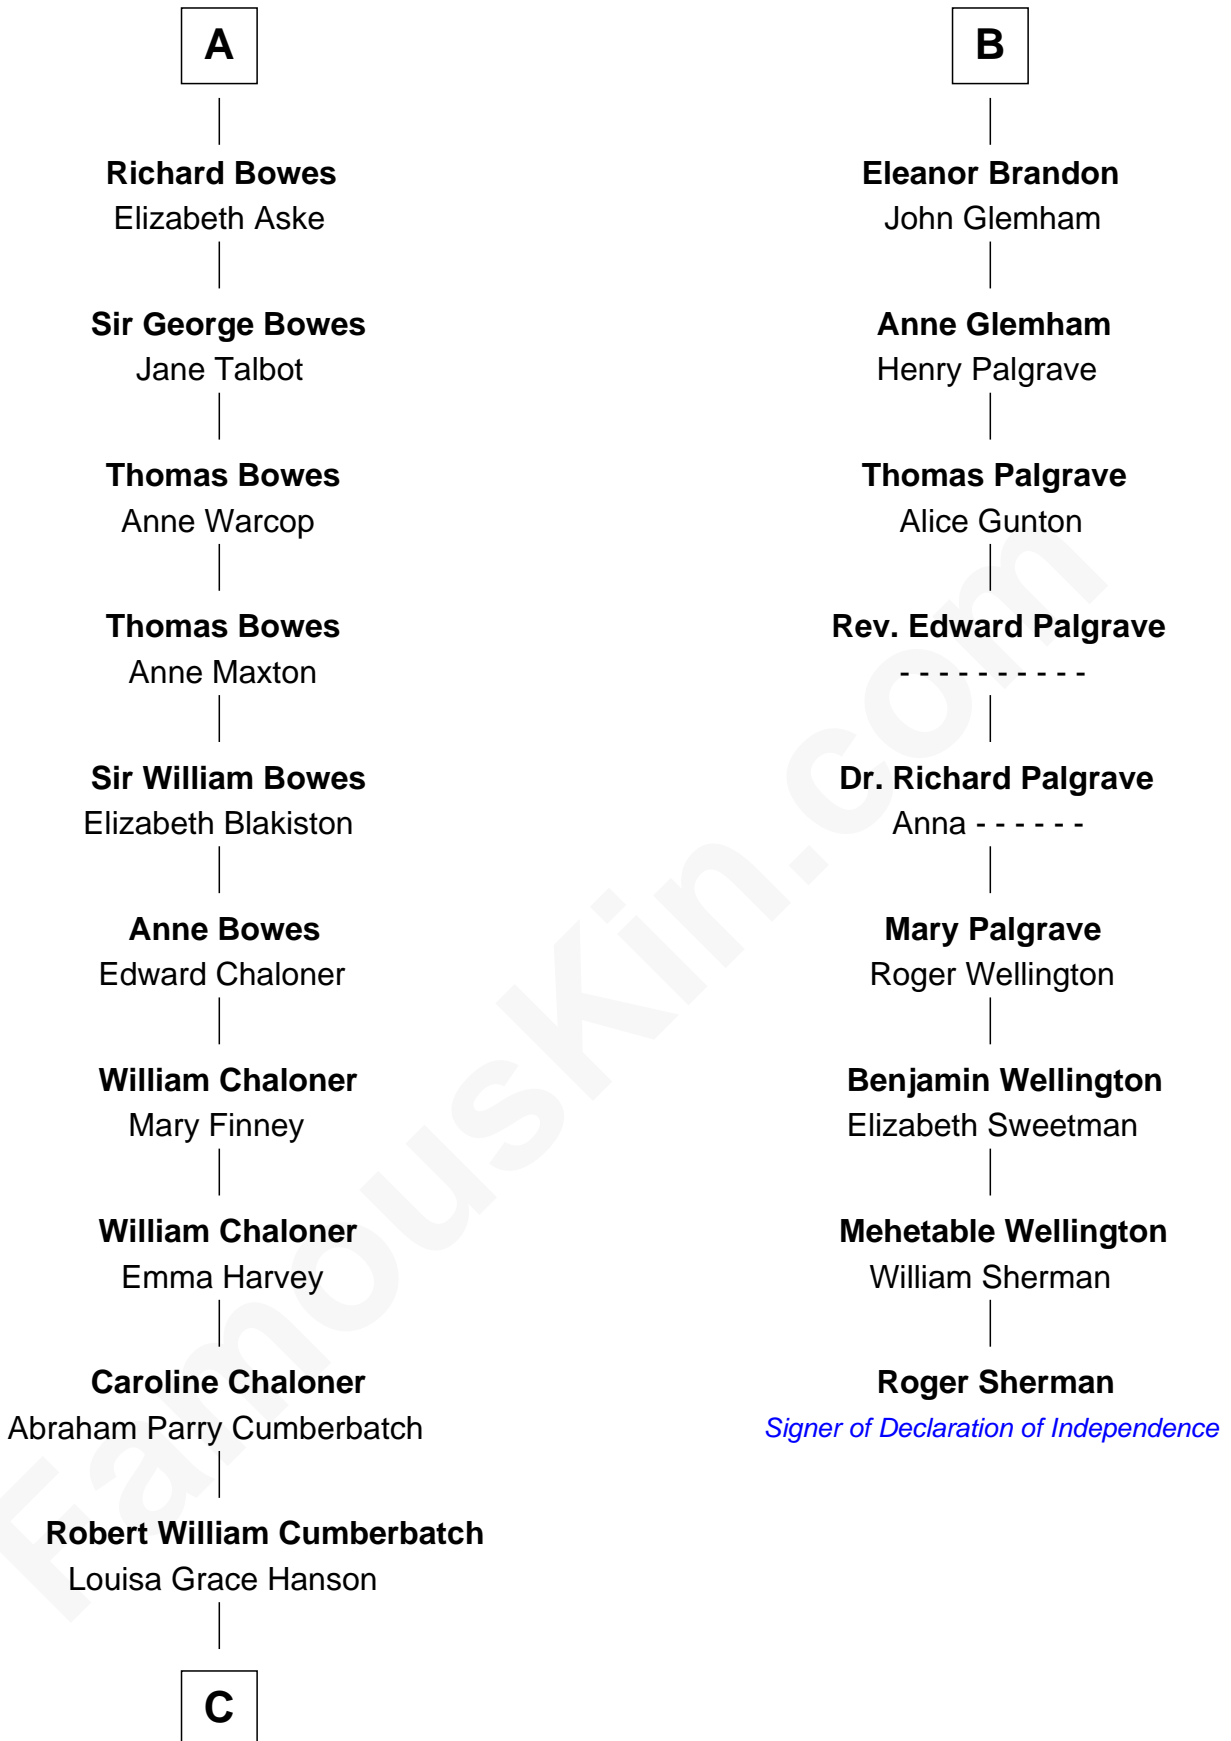 A
Richard Bowes
Elizabeth Aske
Sir George Bowes
Jane Talbot
Thomas Bowes
Anne Warcop
Thomas Bowes
Anne Maxton
Sir William Bowes
Elizabeth Blakiston
Anne Bowes
Edward Chaloner
William Chaloner
Mary Finney
William Chaloner
Emma Harvey
Caroline Chaloner
Abraham Parry Cumberbatch
Robert William Cumberbatch
Louisa Grace Hanson
C
B
Eleanor Brandon
John Glemham
Anne Glemham
Henry Palgrave
Thomas Palgrave
Alice Gunton
Rev. Edward Palgrave
- - - - - - - - - -
Dr. Richard Palgrave
Anna - - - - - -
Mary Palgrave
Roger Wellington
Benjamin Wellington
Elizabeth Sweetman
Mehetable Wellington
William Sherman
Roger Sherman
Signer of Declaration of Independence
FamousKin.com